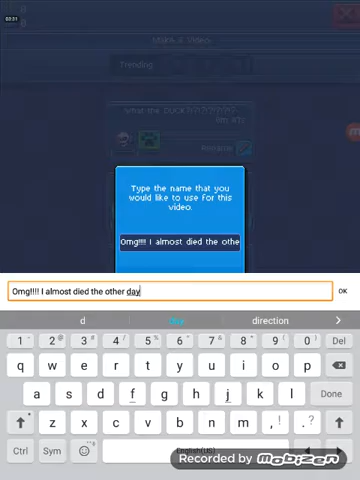 02:31
Make a Video
Trending
What the DUCK?!?!?!?!?
Rename
Type the name that you
would like to use for this
video.
Omg!!!! I almost died the othe
Omg!!!! I almost died the other day
OK
d day direction
1 2 3 4 5 6 7 8 9 0 Del
- @ # / % ^ & * ( )
q w e r t y u i o p
a s d f g h j k l Done
z x c v b n m , ! . ?
Ctrl Sym English(US)
Recorded by Mobizen